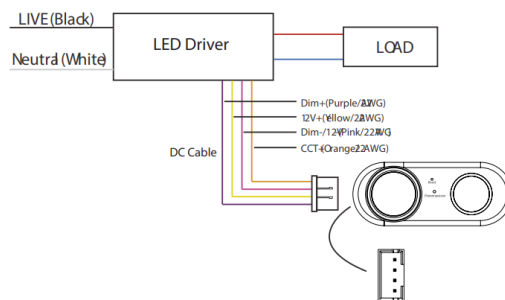 LIVE (Black)
Neutral (White)
LED Driver
LOAD
Dim+(Purple/22AWG)
12V+(Yellow/22AWG)
Dim-/12V-(Pink/22AWG)
CCT+(Orange/22AWG)
DC Cable